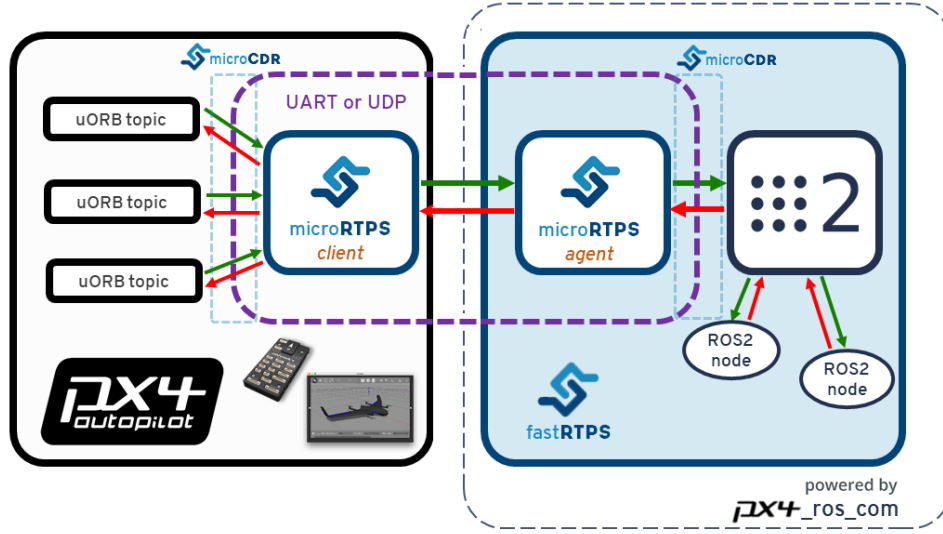 microCDR
UART or UDP
uORB topic
uORB topic
uORB topic
microRTPS
client
px4
autopilot
microCDR
microRTPS
agent
2
ROS2
node
ROS2
node
fastRTPS
powered by
px4_ros_com